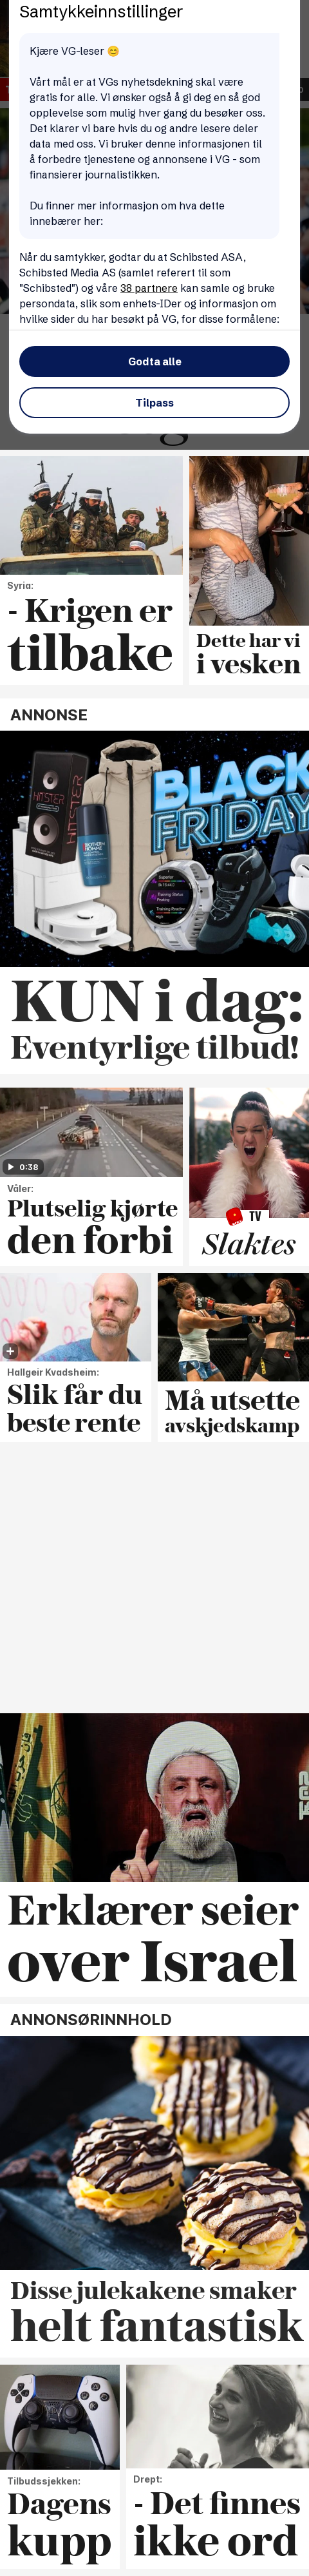 Samtykkeinnstillinger
Kjære VG-leser 😊
Vårt mål er at VGs nyhetsdekning skal være
gratis for alle. Vi ønsker også å gi deg en så god
opplevelse som mulig hver gang du besøker oss.
Det klarer vi bare hvis du og andre lesere deler
data med oss. Vi bruker denne informasjonen til
å forbedre tjenestene og annonsene i VG - som
finansierer journalistikken.
Du finner mer informasjon om hva dette
innebærer her:
Når du samtykker, godtar du at Schibsted ASA,
Schibsted Media AS (samlet referert til som
"Schibsted") og våre 38 partnere kan samle og bruke
persondata, slik som enhets-IDer og informasjon om
hvilke sider du har besøkt på VG, for disse formålene:
Godta alle
Tilpass
Syria:
- Krigen er
tilbake
Dette har vi
i vesken
ANNONSE
HITSTER
HITSTER
BIOTHERM
HOMME
BLACK
FRIDAY
KUN i dag:
Eventyrlige tilbud!
0:38
Våler:
Plutselig kjørte
den forbi
TV
Slaktes
Hallgeir Kvadsheim:
Slik får du
beste rente
Må utsette
avskjedskamp
Erklærer seier
over Israel
ANNONSØRINNHOLD
Disse julekakene smaker
helt fantastisk
Tilbudssjekken:
Dagens
kupp
Drept:
- Det finnes
ikke ord